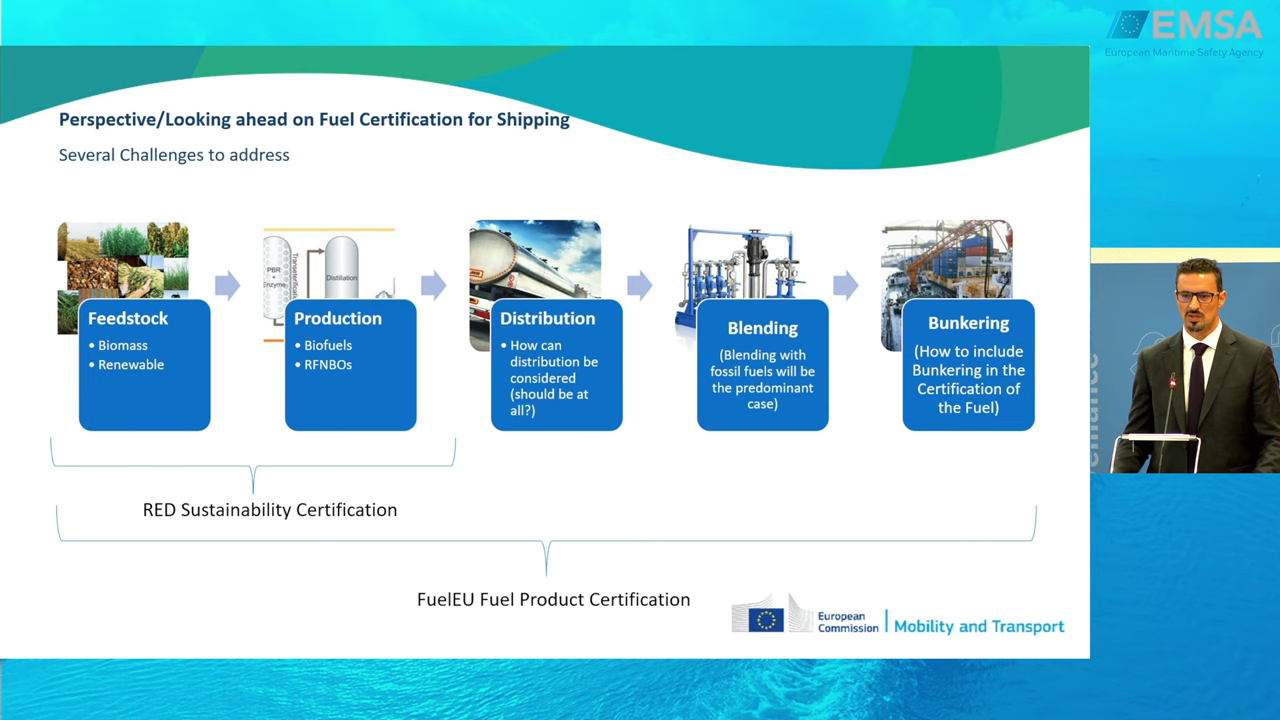 EMSA
European Maritime Safety Agency
Perspective/Looking ahead on Fuel Certification for Shipping
Several Challenges to address
PBR
+
Enzyme
Distillation
Feedstock
• Biomass
• Renewable
Production
• Biofuels
• RFNBOs
Distribution
• How can
distribution be
considered
(should be at
all?)
Blending
(Blending with
fossil fuels will be
the predominant
case)
Bunkering
(How to include
Bunkering in the
Certification of
the Fuel)
RED Sustainability Certification
FuelEU Fuel Product Certification
European
Commission
Mobility and Transport